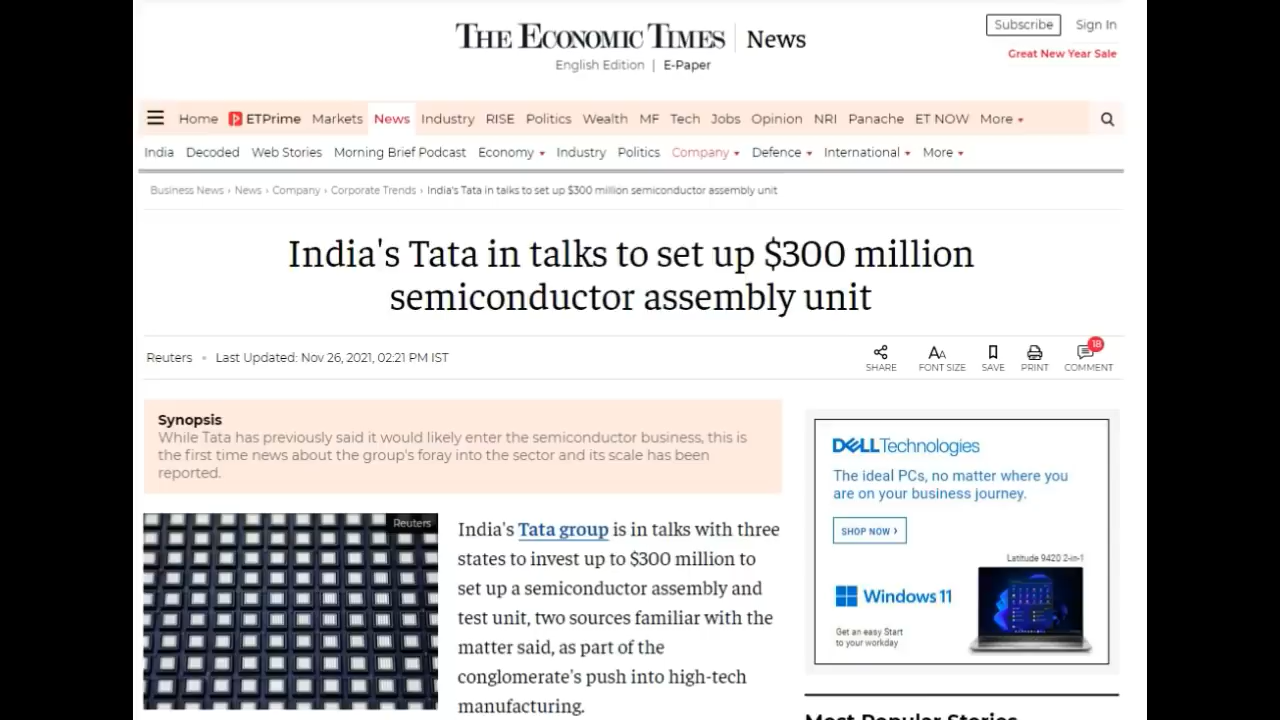 THE ECONOMIC TIMES | News
Subscribe Sign In
English Edition | E-Paper
Great New Year Sale
Home ETPrime Markets News Industry RISE Politics Wealth MF Tech Jobs Opinion NRI Panache ET NOW More
India Decoded Web Stories Morning Brief Podcast Economy Industry Politics Company Defence International More
Business News › News › Company › Corporate Trends › India's Tata in talks to set up $300 million semiconductor assembly unit
India's Tata in talks to set up $300 million
semiconductor assembly unit
Reuters • Last Updated: Nov 26, 2021, 02:21 PM IST
18
SHARE FONT SIZE SAVE PRINT COMMENT
Synopsis
While Tata has previously said it would likely enter the semiconductor business, this is
the first time news about the group's foray into the sector and its scale has been
reported.
Reuters
India's Tata group is in talks with three
states to invest up to $300 million to
set up a semiconductor assembly and
test unit, two sources familiar with the
matter said, as part of the
conglomerate's push into high-tech
manufacturing.
DELL Technologies
The ideal PCs, no matter where you
are on your business journey.
SHOP NOW ›
Latitude 9420 2-in-1
Windows 11
Get an easy Start
to your workday
Most Popular Stories